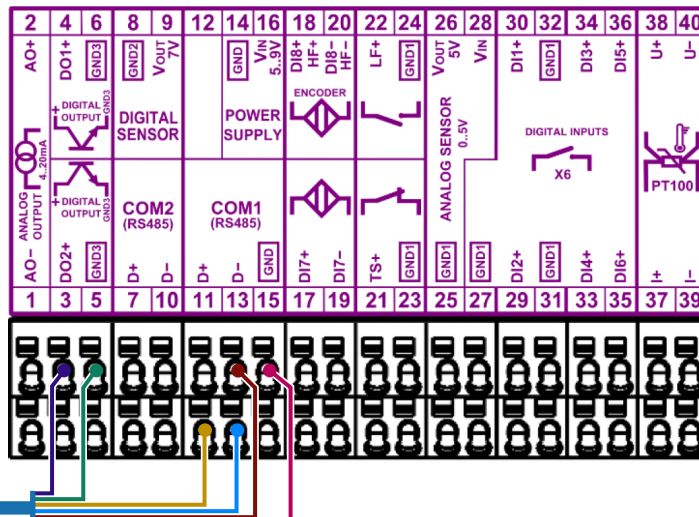 2 4 6 8 9 12 14 16 18 20 22 24 26 28 30 32 34 36 38 40
AO+ DO1+ GND3 GND2 VOUT 7V GND VIN 5..9V DI8+ HF+ DI8− HF− LF+ GND1 VOUT 5V VIN DI1+ GND1 DI3+ DI5+ U+ U−
ENCODER
+ DIGITAL OUTPUT GND3
DIGITAL SENSOR
POWER SUPPLY
ANALOG SENSOR 0..5V
DIGITAL INPUTS
X6
4..20mA
ANALOG OUTPUT
+ DIGITAL OUTPUT GND3
COM2 (RS485)
COM1 (RS485)
PT100
AO− DO2+ GND3 D+ D− D+ D− GND DI7+ DI7− TS+ GND1 GND1 GND1 DI2+ GND1 DI4+ DI6+ I+ I−
1 3 5 7 10 11 13 15 17 19 21 23 25 27 29 31 33 35 37 39